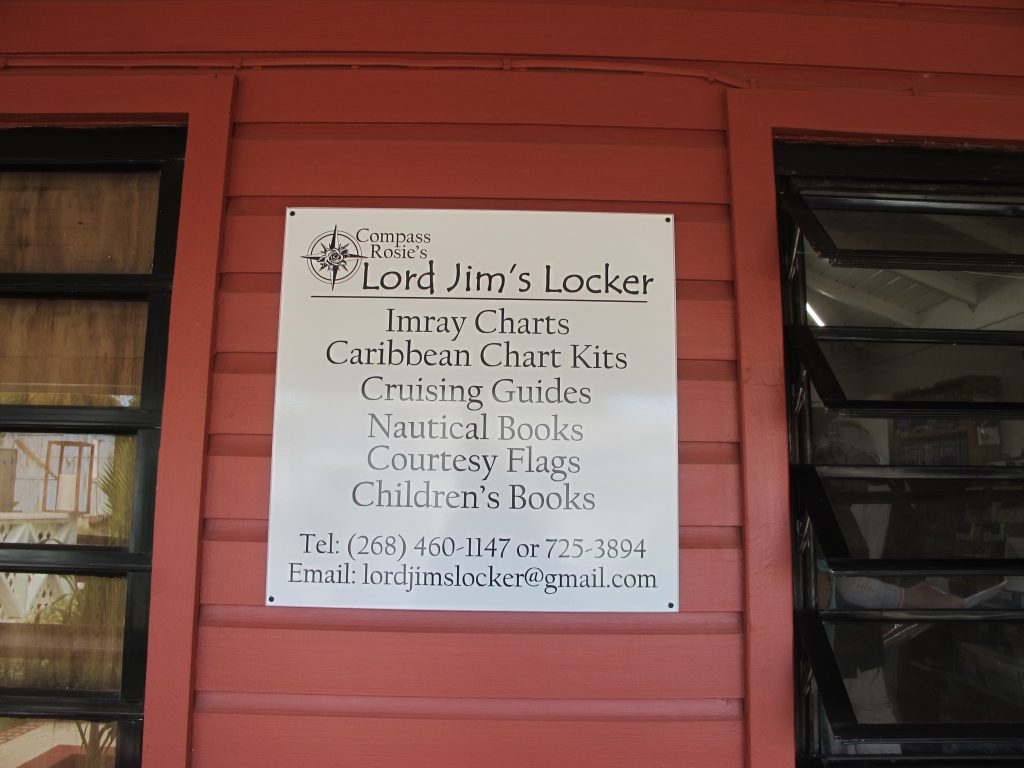 Compass
Rosie's
Lord Jim's Locker
Imray Charts
Caribbean Chart Kits
Cruising Guides
Nautical Books
Courtesy Flags
Children's Books
Tel: (268) 460-1147 or 725-3894
Email: lordjimslocker@gmail.com